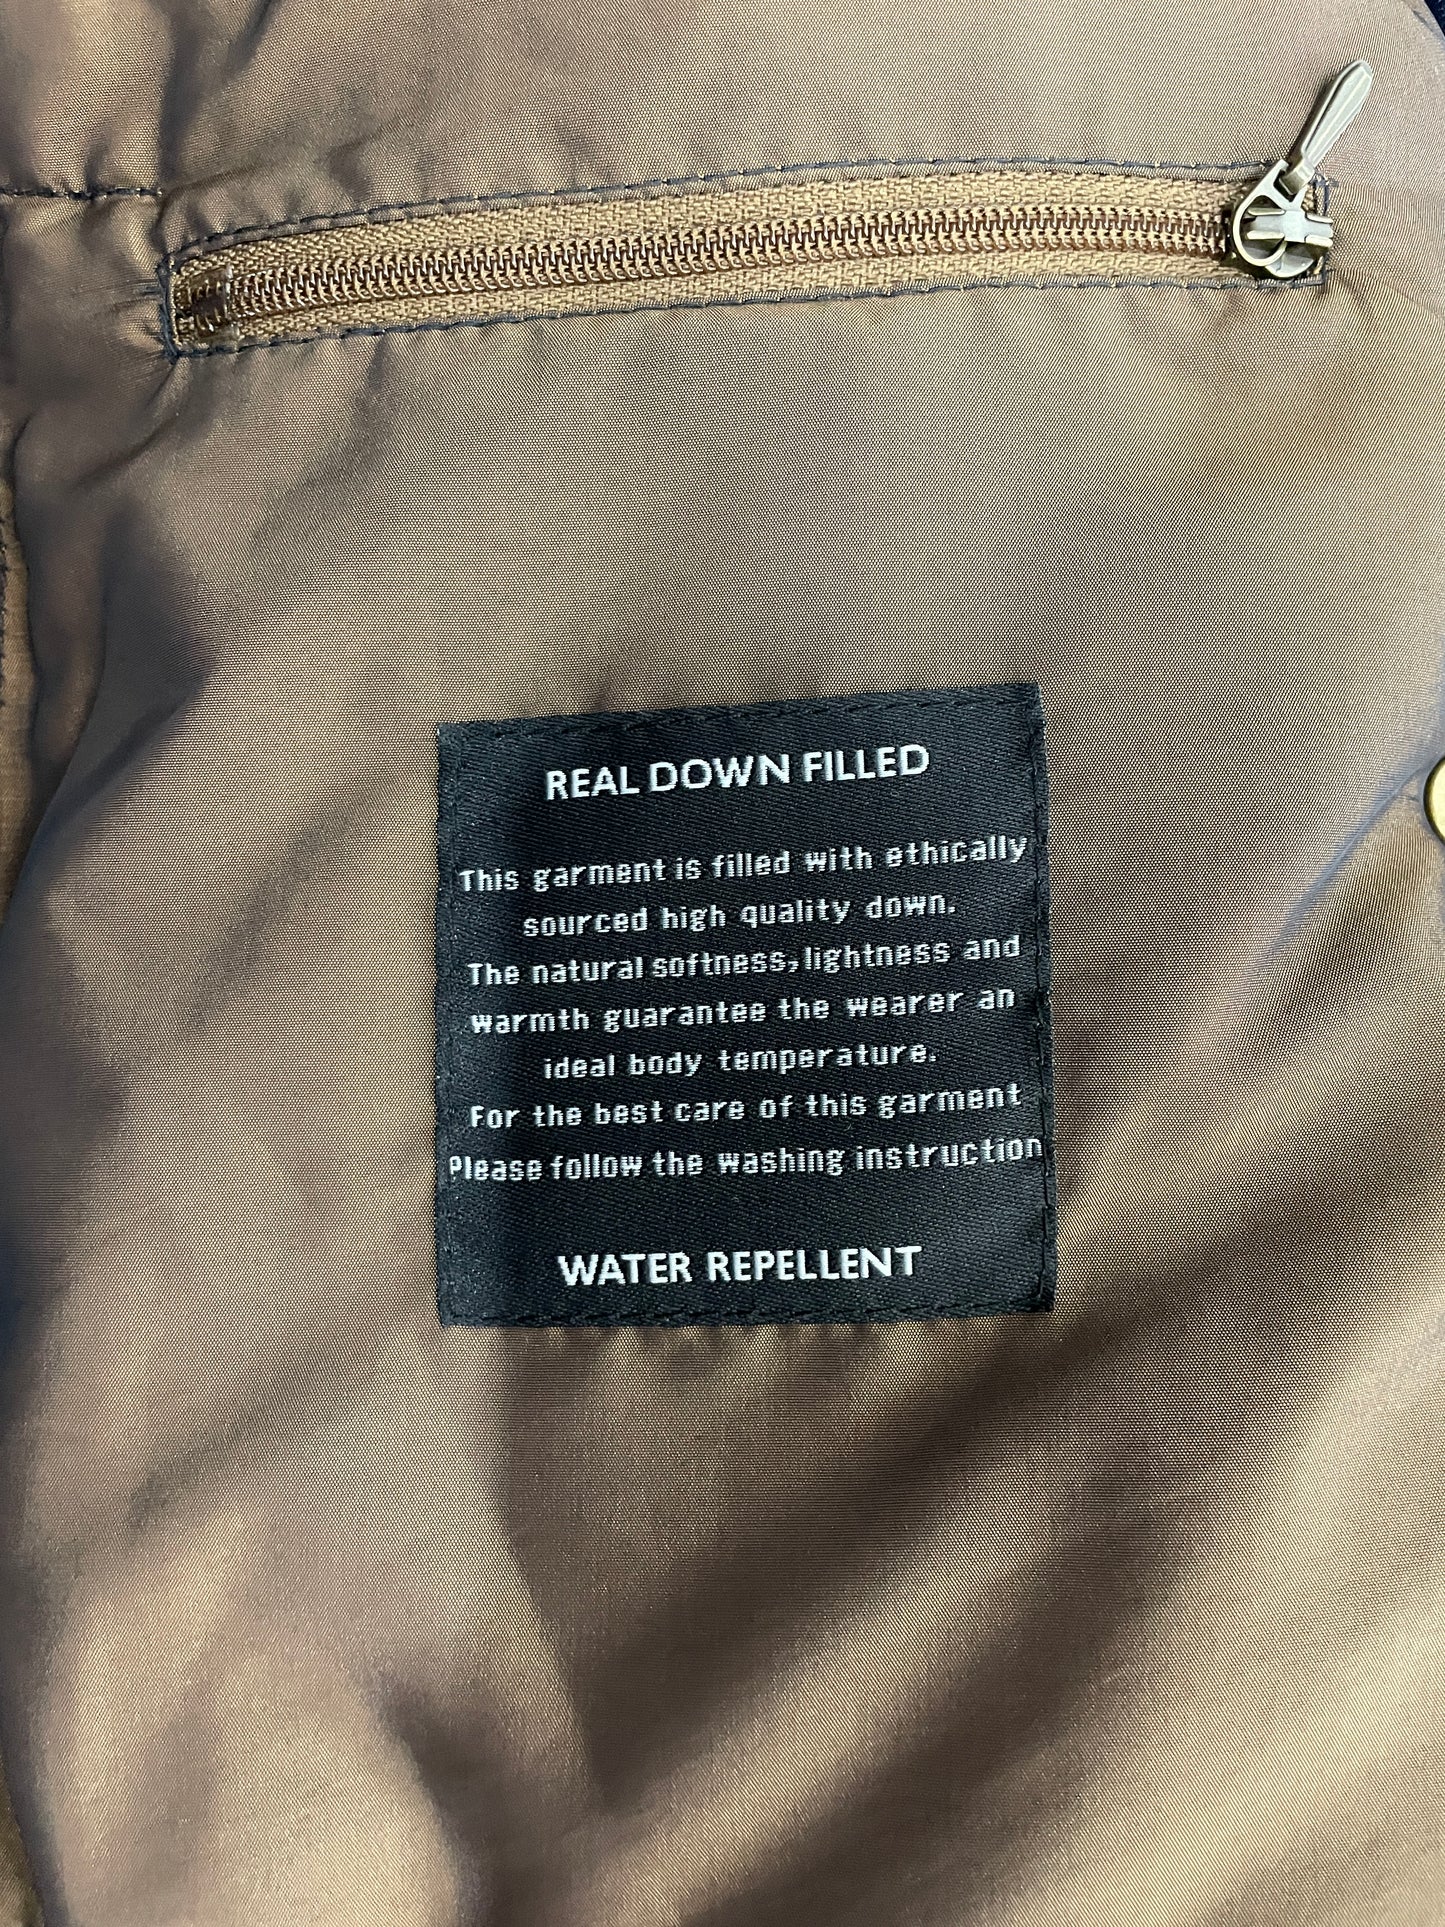 REAL DOWN FILLED
This garment is filled with ethically
sourced high quality down.
The natural softness, lightness and
warmth guarantee the wearer an
ideal body temperature.
For the best care of this garment
Please follow the washing instruction
WATER REPELLENT